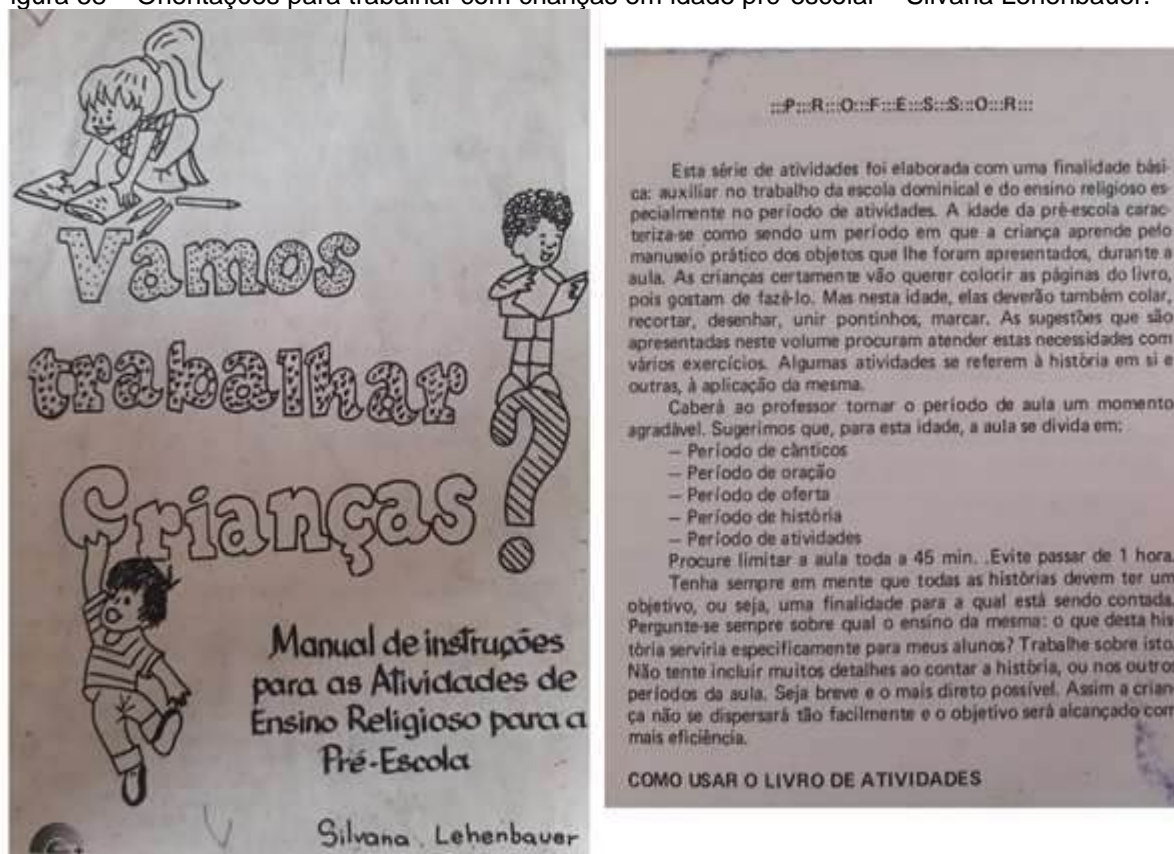 igura 38 – Orientações para trabalhar com crianças em idade pré-escolar – Silvana Lehenbauer.
Vamos
trabalhar
Crianças?
Manual de instruções
para as Atividades de
Ensino Religioso para a
Pré-Escola
Silvana Lehenbauer
:::P:::R:::O:::F:::E:::S:::S:::O:::R:::
Esta série de atividades foi elaborada com uma finalidade bási-
ca: auxiliar no trabalho da escola dominical e do ensino religioso es-
pecialmente no período de atividades. A idade da pré-escola carac-
teriza-se como sendo um período em que a criança aprende pelo
manuseio prático dos objetos que lhe foram apresentados, durante a
aula. As crianças certamente vão querer colorir as páginas do livro,
pois gostam de fazê-lo. Mas nesta idade, elas deverão também colar,
recortar, desenhar, unir pontinhos, marcar. As sugestões que são
apresentadas neste volume procuram atender estas necessidades com
vários exercícios. Algumas atividades se referem à história em si e
outras, à aplicação da mesma.
Caberá ao professor tornar o período de aula um momento
agradável. Sugerimos que, para esta idade, a aula se divida em:
– Período de cânticos
– Período de oração
– Período de oferta
– Período de história
– Período de atividades
Procure limitar a aula toda a 45 min. .Evite passar de 1 hora.
Tenha sempre em mente que todas as histórias devem ter um
objetivo, ou seja, uma finalidade para a qual está sendo contada.
Pergunte-se sempre sobre qual o ensino da mesma: o que desta his
tória serviria especificamente para meus alunos? Trabalhe sobre isto.
Não tente incluir muitos detalhes ao contar a história, ou nos outros
períodos da aula. Seja breve e o mais direto possível. Assim a crian
ça não se dispersará tão facilmente e o objetivo será alcançado com
mais eficiência.
COMO USAR O LIVRO DE ATIVIDADES